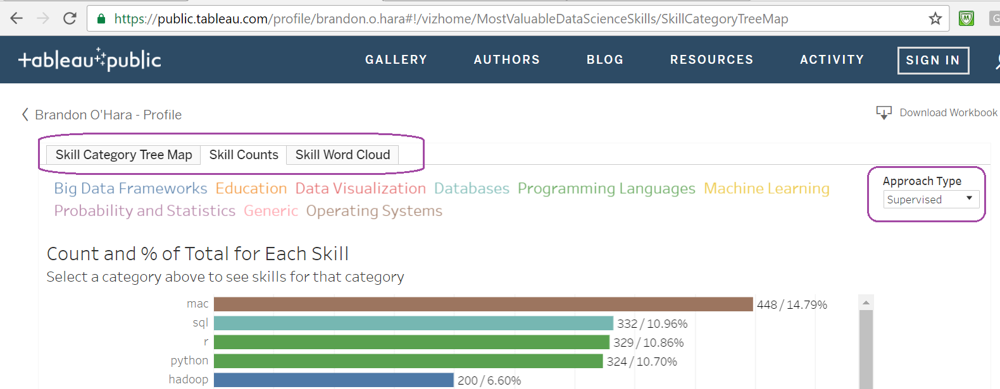 https://public.tableau.com/profile/brandon.o.hara#!/vizhome/MostValuableDataScienceSkills/SkillCategoryTreeMap
tableau public GALLERY AUTHORS BLOG RESOURCES ACTIVITY SIGN IN
Brandon O'Hara - Profile Download Workbook
Skill Category Tree Map Skill Counts Skill Word Cloud
Approach Type
Big Data Frameworks Education Data Visualization Databases Programming Languages Machine Learning
Supervised
Probability and Statistics Generic Operating Systems
Count and % of Total for Each Skill
Select a category above to see skills for that category
mac 448 / 14.79%
sql 332 / 10.96%
r 329 / 10.86%
python 324 / 10.70%
hadoop 200 / 6.60%